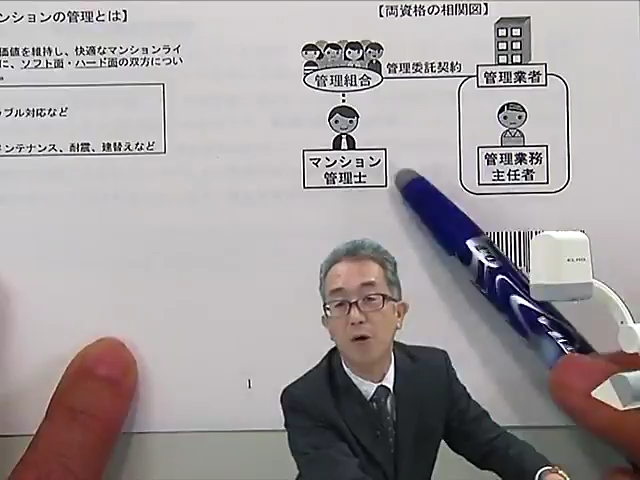 ンションの管理とは】
価値を維持し、快適なマンションライ
に、ソフト面・ハード面の双方につい
ラブル対応など
ンテナンス、耐震、建替えなど
【両資格の相関図】
管理組合
管理委託契約
管理業者
マンション
管理士
管理業務
主任者
1